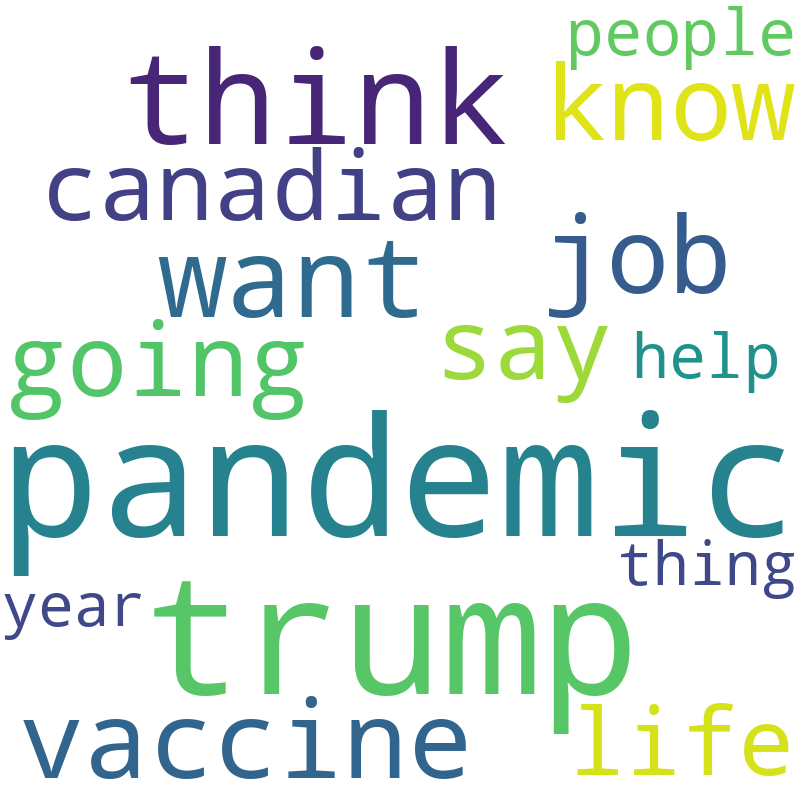 people
think know
canadian
want job
going say help
pandemic
thing
year trump
vaccine life